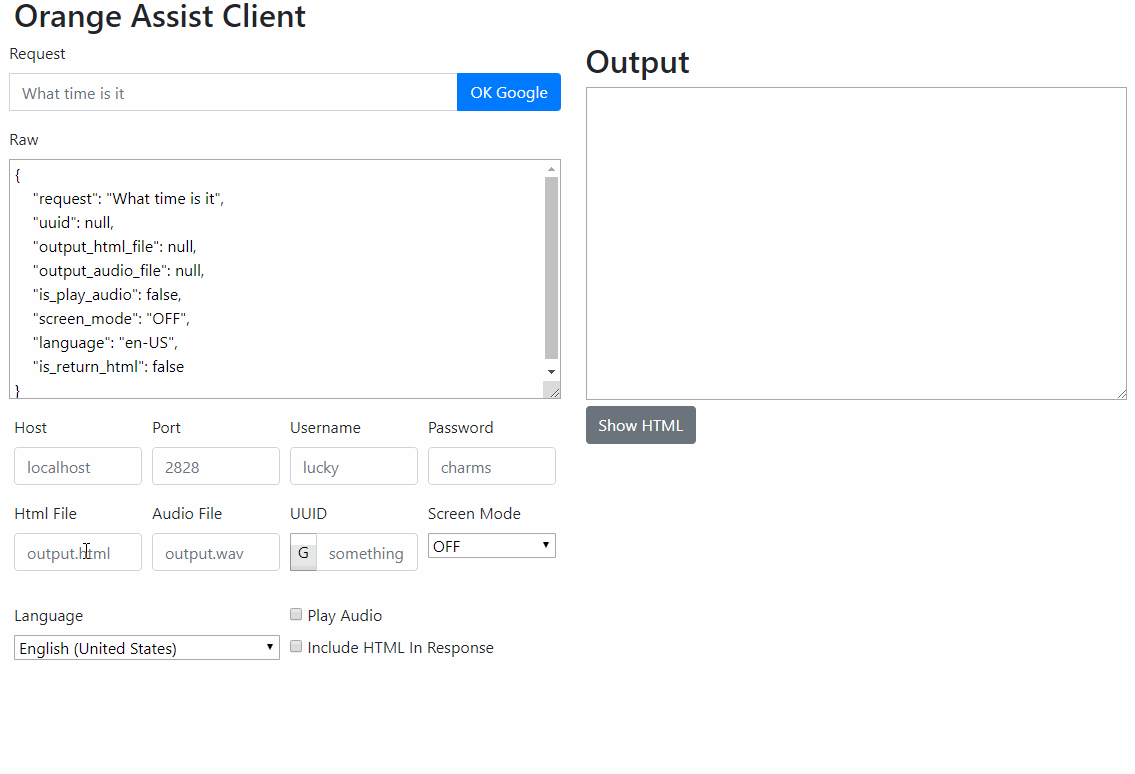 Orange Assist Client
Request
What time is it
OK Google
Raw
{
"request": "What time is it",
"uuid": null,
"output_html_file": null,
"output_audio_file": null,
"is_play_audio": false,
"screen_mode": "OFF",
"language": "en-US",
"is_return_html": false
}
Host Port Username Password
localhost 2828 lucky charms
Html File Audio File UUID Screen Mode
output.html output.wav G something OFF
Language Play Audio
English (United States) Include HTML In Response
Output
Show HTML